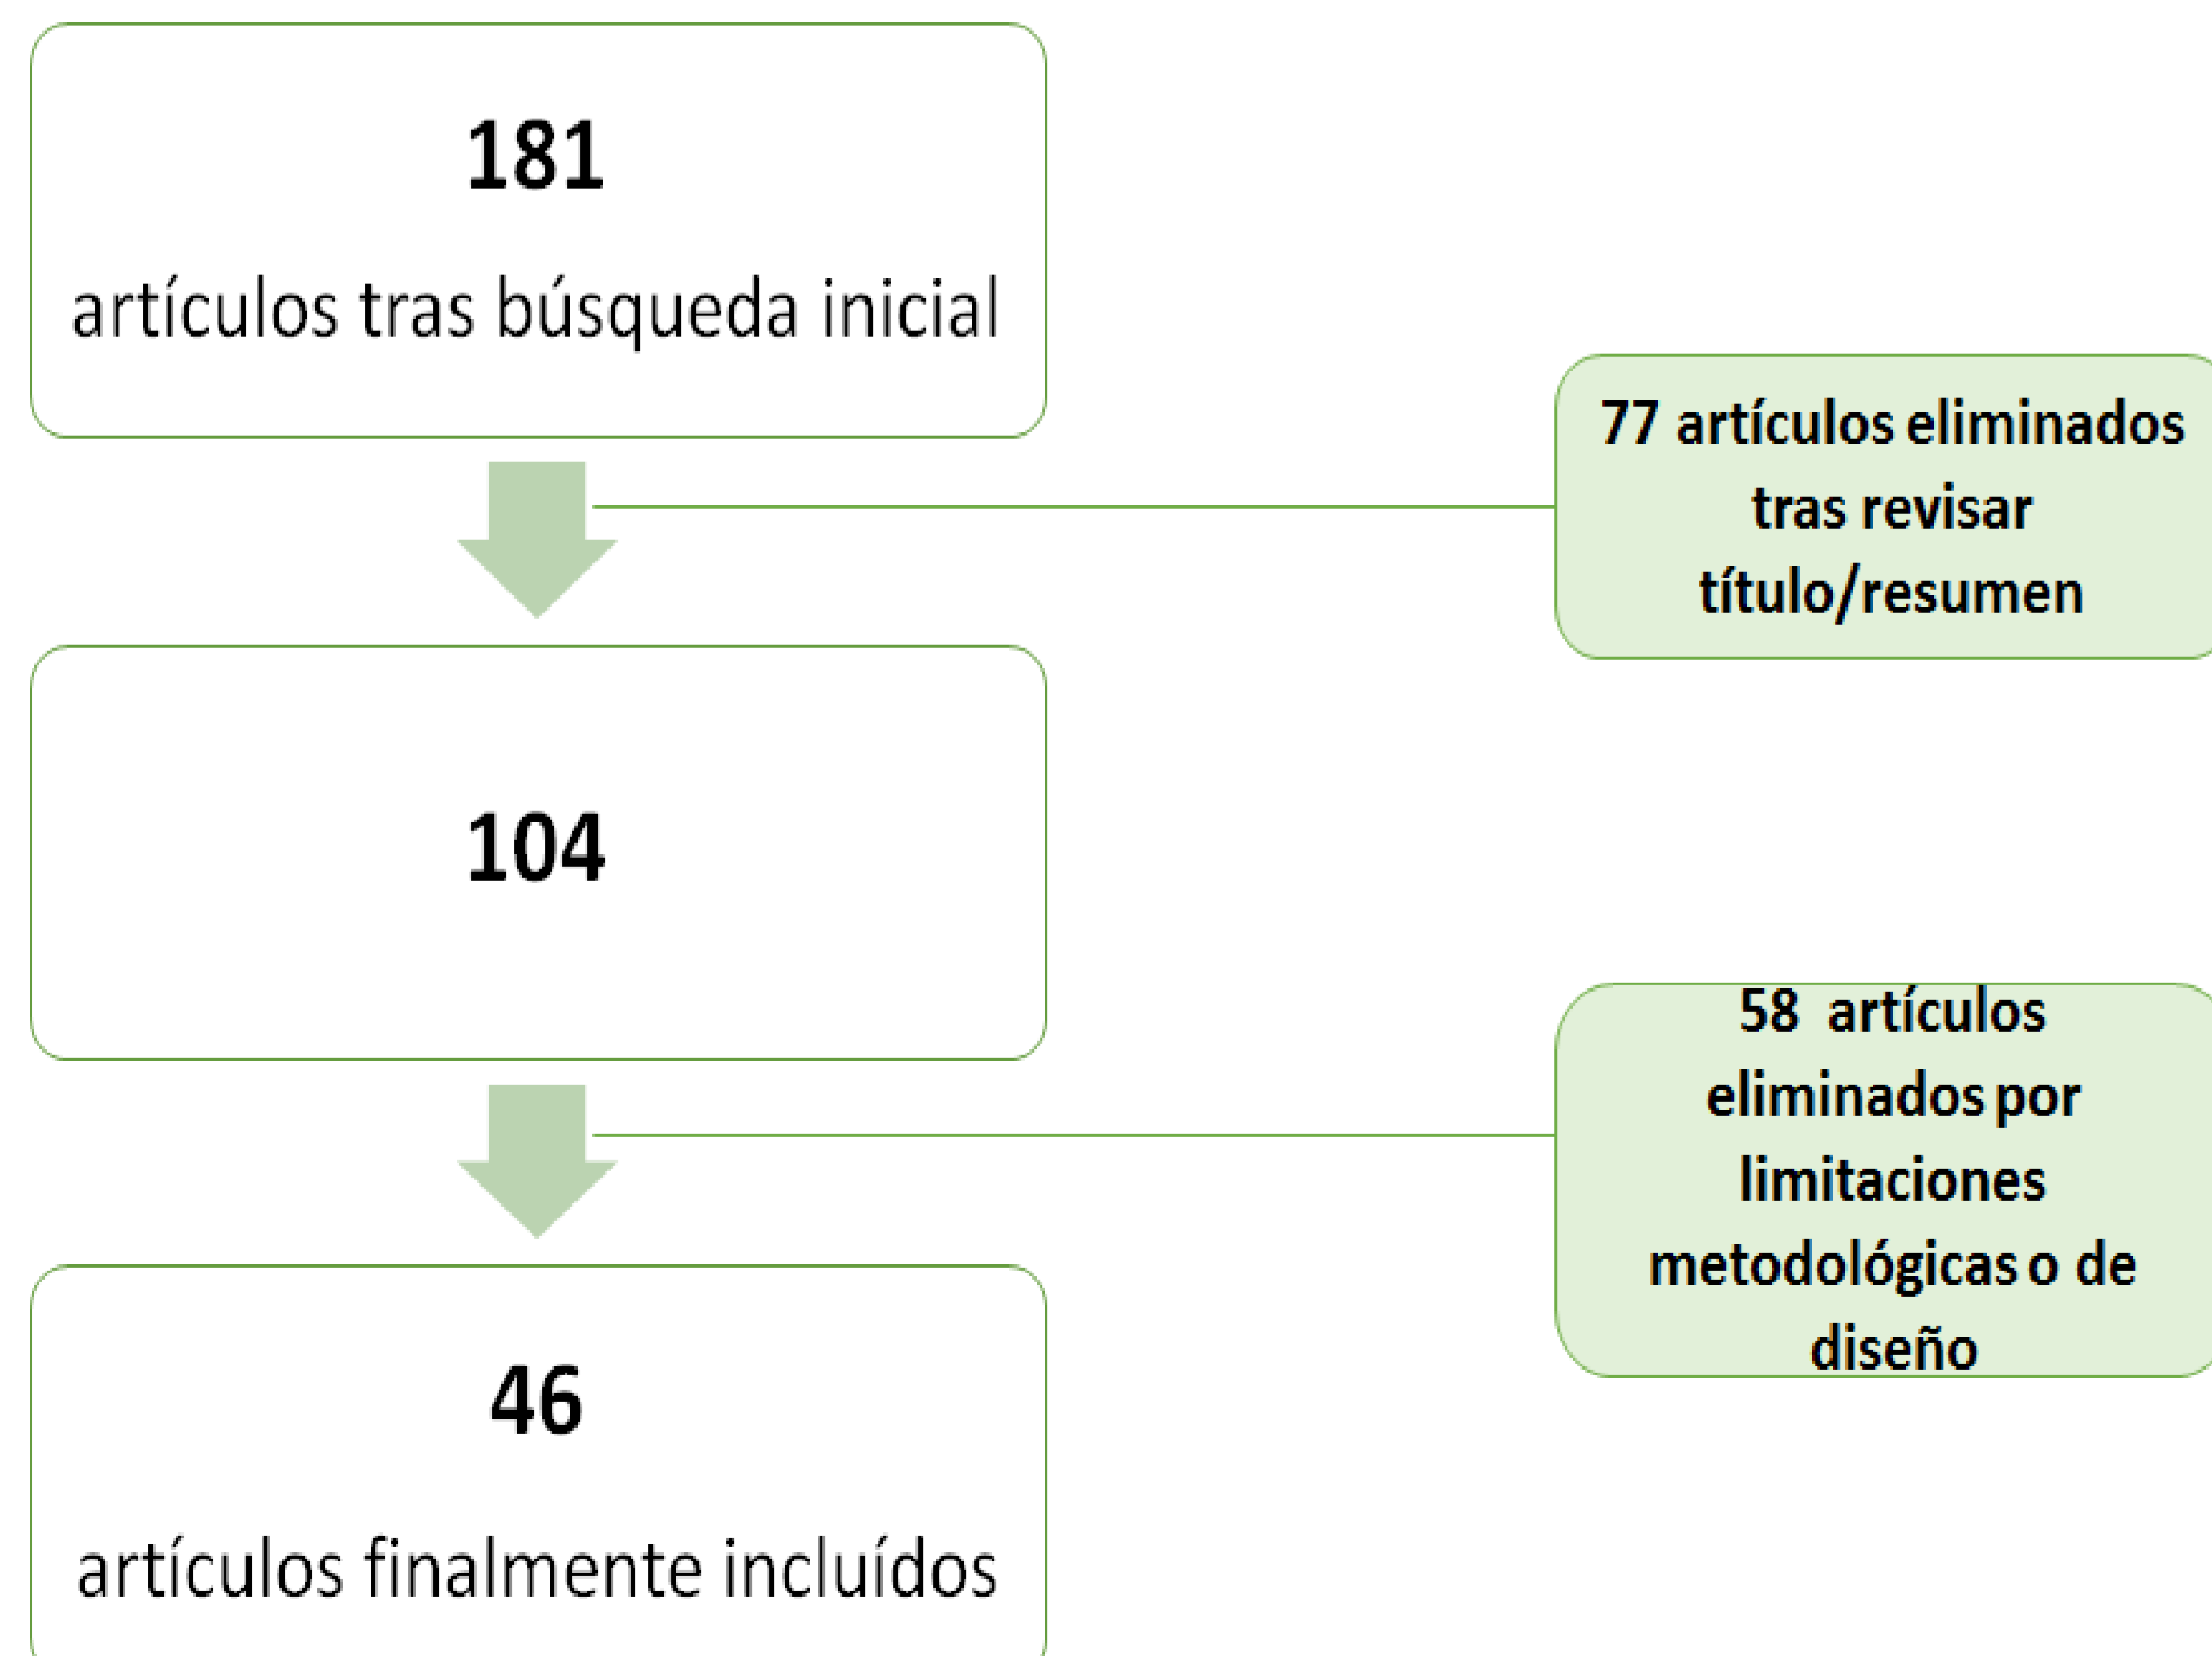 181
artículos tras búsqueda inicial
77 artículos eliminados
tras revisar
título/resumen
104
58 artículos
eliminados por
limitaciones
metodológicas o de
diseño
46
artículos finalmente incluídos